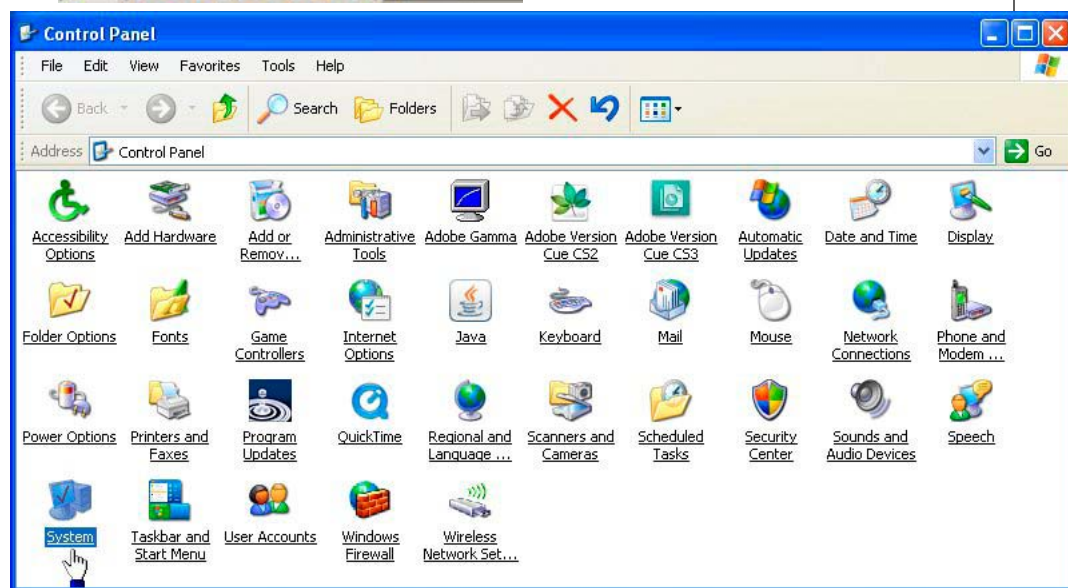 Control Panel
File Edit View Favorites Tools Help
Back Search Folders
Address Control Panel Go
Accessibility Options
Add Hardware
Add or Remov...
Administrative Tools
Adobe Gamma
Adobe Version Cue CS2
Adobe Version Cue CS3
Automatic Updates
Date and Time
Display
Folder Options
Fonts
Game Controllers
Internet Options
Java
Keyboard
Mail
Mouse
Network Connections
Phone and Modem ...
Power Options
Printers and Faxes
Program Updates
QuickTime
Regional and Language ...
Scanners and Cameras
Scheduled Tasks
Security Center
Sounds and Audio Devices
Speech
System
Taskbar and Start Menu
User Accounts
Windows Firewall
Wireless Network Set...